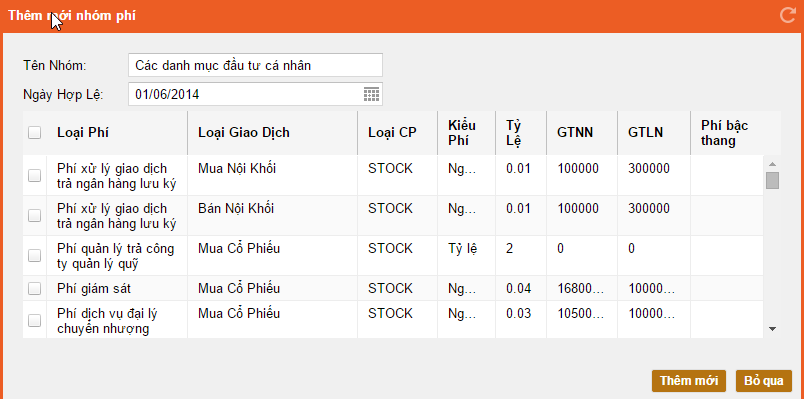 Thêm mới nhóm phí
Tên Nhóm: Các danh mục đầu tư cá nhân
Ngày Hợp Lệ: 01/06/2014
Loại Phí Loại Giao Dịch Loại CP Kiểu Phí Tỷ Lệ GTNN GTLN Phí bậc thang
Phí xử lý giao dịch trả ngân hàng lưu ký Mua Nội Khối STOCK Ng... 0.01 100000 300000
Phí xử lý giao dịch trả ngân hàng lưu ký Bán Nội Khối STOCK Ng... 0.01 100000 300000
Phí quản lý trả công ty quản lý quỹ Mua Cổ Phiếu STOCK Tỷ lệ 2 0 0
Phí giám sát Mua Cổ Phiếu STOCK Ng... 0.04 16800... 10000...
Phí dịch vụ đại lý chuyển nhượng Mua Cổ Phiếu STOCK Ng... 0.03 10500... 10000...
Thêm mới Bỏ qua